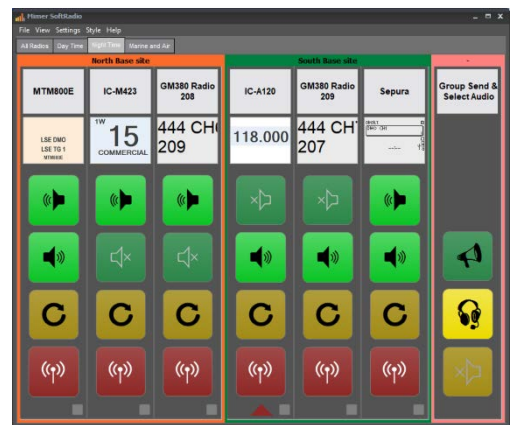 Mimer SoftRadio
File View Settings Style Help
All Radios Day Time Night Time Marine and Air
North Base site
South Base site
-
MTM800E
IC-M423
GM380 Radio
208
IC-A120
GM380 Radio
209
Sepura
Group Send &
Select Audio
LSE DMO
LSE TG 1
MTM800E
1W
15
COMMERCIAL
444 CH
209
118.000
444 CH
207
DMO CH1